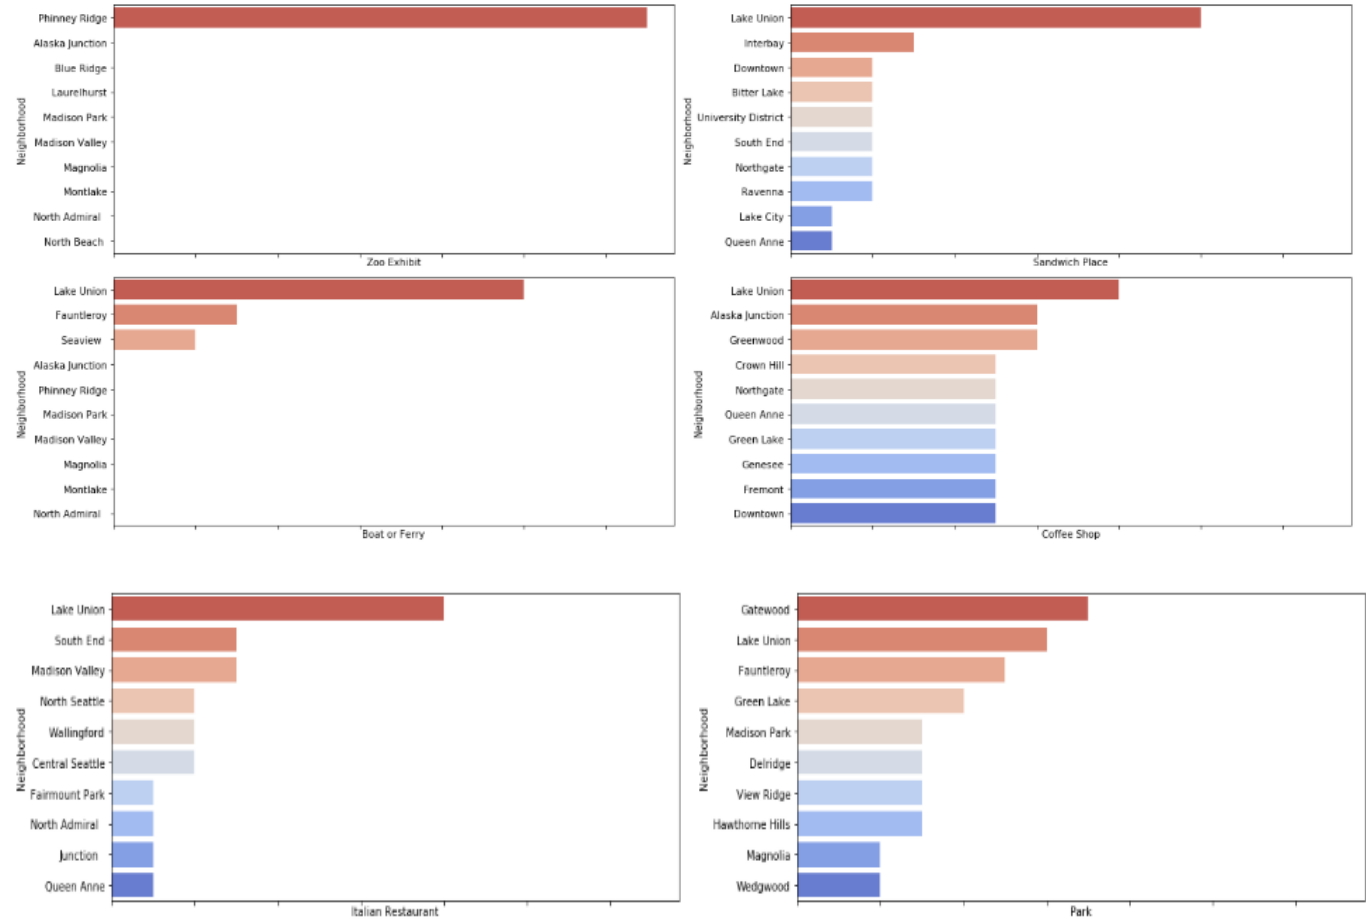 Neighborhood
Phinney Ridge
Alaska Junction
Blue Ridge
Laurelhurst
Madison Park
Madison Valley
Magnolia
Montlake
North Admiral
North Beach
Zoo Exhibit
Neighborhood
Lake Union
Interbay
Downtown
Bitter Lake
University District
South End
Northgate
Ravenna
Lake City
Queen Anne
Sandwich Place
Neighborhood
Lake Union
Fauntleroy
Seaview
Alaska Junction
Phinney Ridge
Madison Park
Madison Valley
Magnolia
Montlake
North Admiral
Boat or Ferry
Neighborhood
Lake Union
Alaska Junction
Greenwood
Crown Hill
Northgate
Queen Anne
Green Lake
Genesee
Fremont
Downtown
Coffee Shop
Neighborhood
Lake Union
South End
Madison Valley
North Seattle
Wallingford
Central Seattle
Fairmount Park
North Admiral
Junction
Queen Anne
Italian Restaurant
Neighborhood
Gatewood
Lake Union
Fauntleroy
Green Lake
Madison Park
Delridge
View Ridge
Hawthorne Hills
Magnolia
Wedgwood
Park